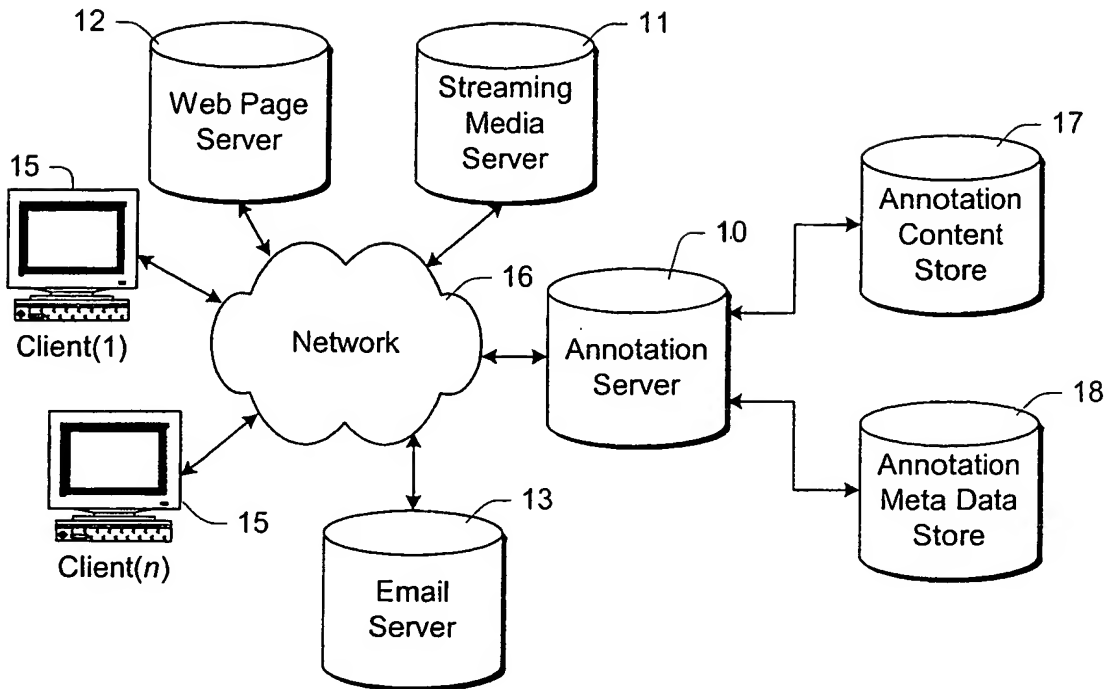 12
Web Page
Server
11
Streaming
Media
Server
17
Annotation
Content
Store
15
Client(1)
16
Network
10
Annotation
Server
18
Annotation
Meta Data
Store
15
Client(n)
13
Email
Server